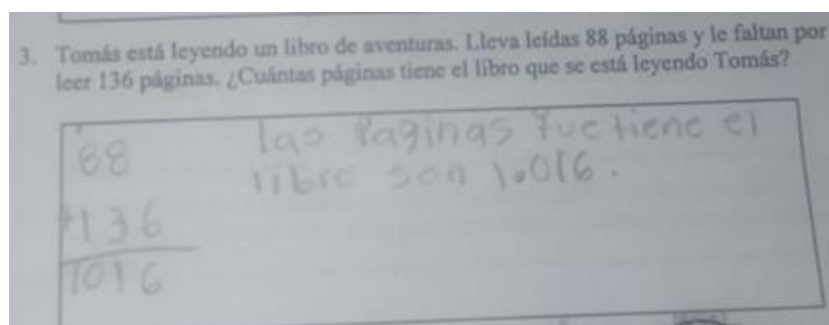 3. Tomás está leyendo un libro de aventuras. Lleva leídas 88 páginas y le faltan por
leer 136 páginas. ¿Cuántas páginas tiene el libro que se está leyendo Tomás?
88
+136
1016
las Paginas Fue tiene el
libro son 1.016.